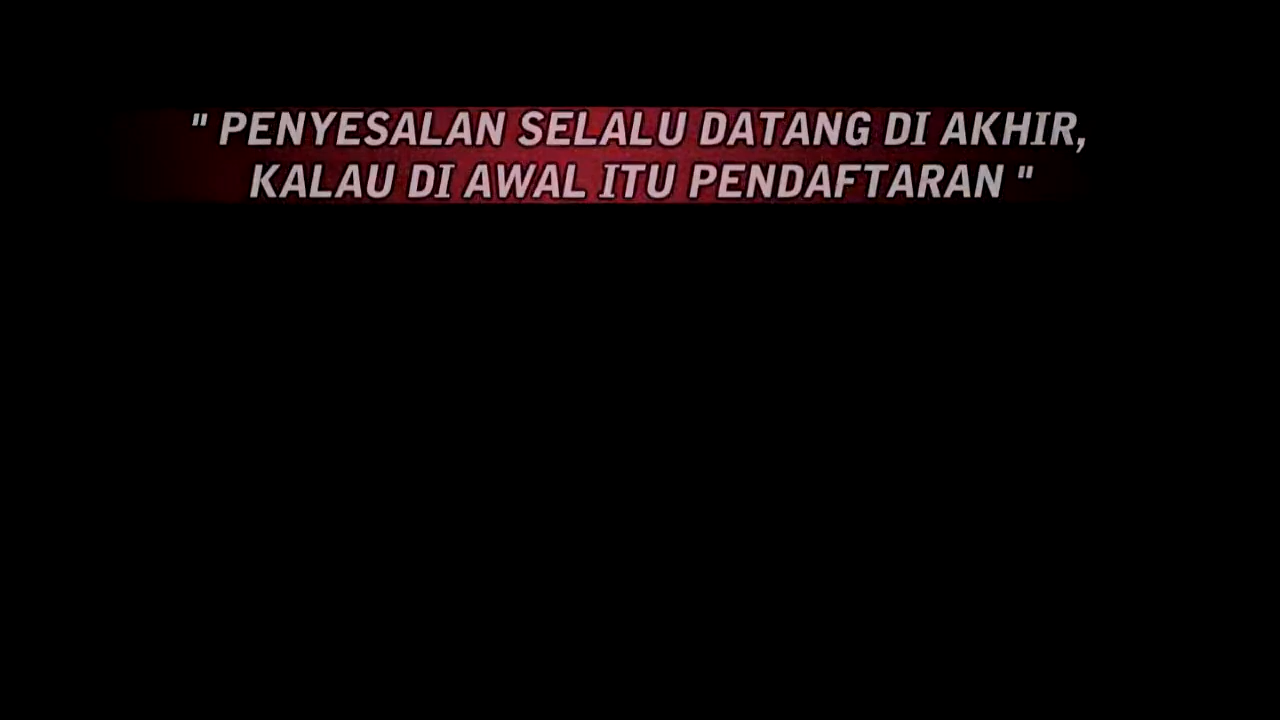 " PENYESALAN SELALU DATANG DI AKHIR,
KALAU DI AWAL ITU PENDAFTARAN "